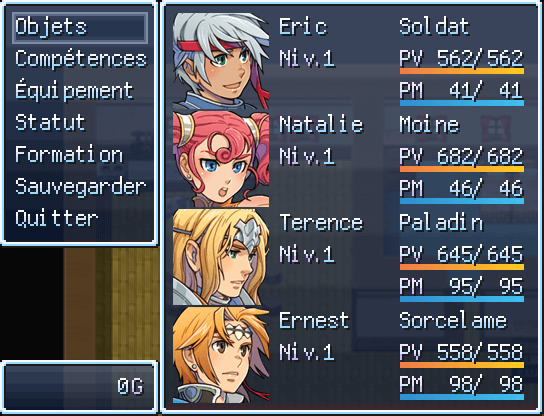 Objets
Compétences
Équipement
Statut
Formation
Sauvegarder
Quitter
0G
Eric Soldat
Niv.1 PV 562/562
PM 41/ 41
Natalie Moine
Niv.1 PV 682/682
PM 46/ 46
Terence Paladin
Niv.1 PV 645/645
PM 95/ 95
Ernest Sorcelame
Niv.1 PV 558/558
PM 98/ 98